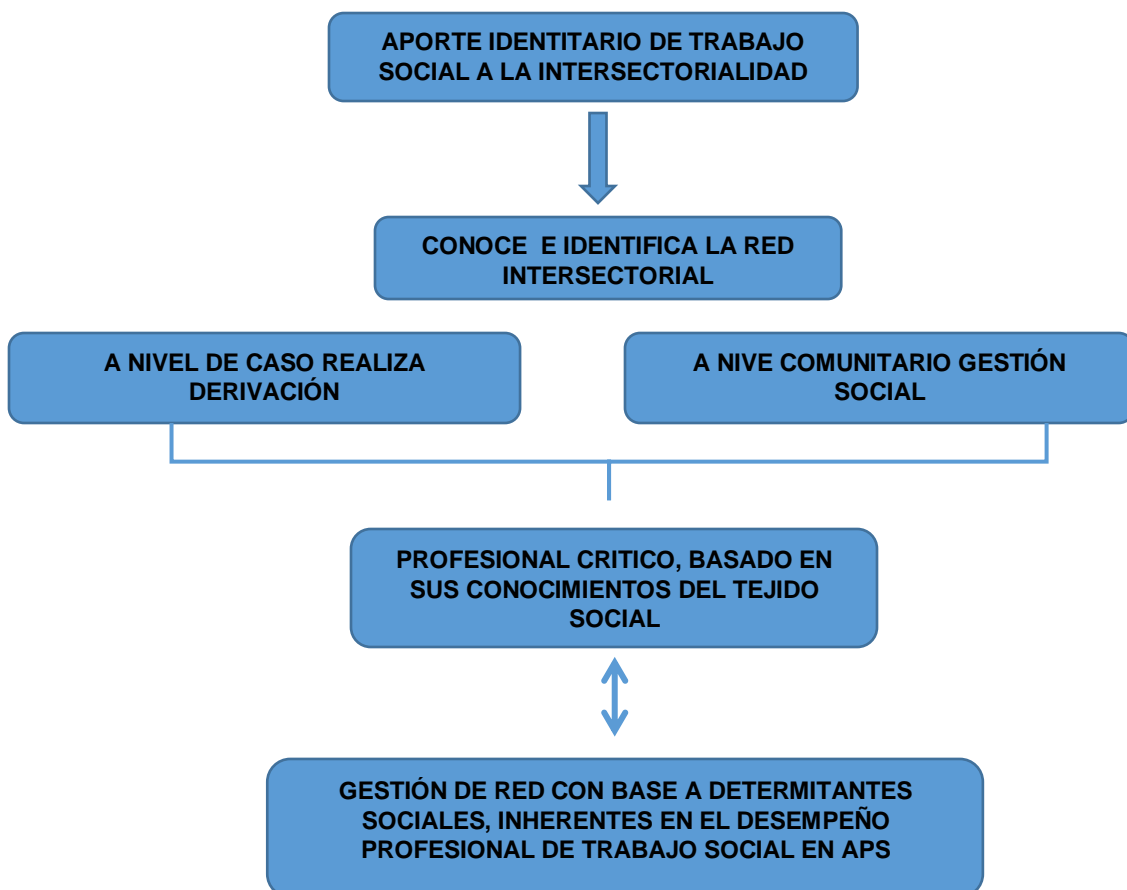 APORTE IDENTITARIO DE TRABAJO
SOCIAL A LA INTERSECTORIALIDAD
CONOCE E IDENTIFICA LA RED
INTERSECTORIAL
A NIVEL DE CASO REALIZA
DERIVACIÓN
A NIVE COMUNITARIO GESTIÓN
SOCIAL
PROFESIONAL CRITICO, BASADO EN
SUS CONOCIMIENTOS DEL TEJIDO
SOCIAL
GESTIÓN DE RED CON BASE A DETERMITANTES
SOCIALES, INHERENTES EN EL DESEMPEÑO
PROFESIONAL DE TRABAJO SOCIAL EN APS